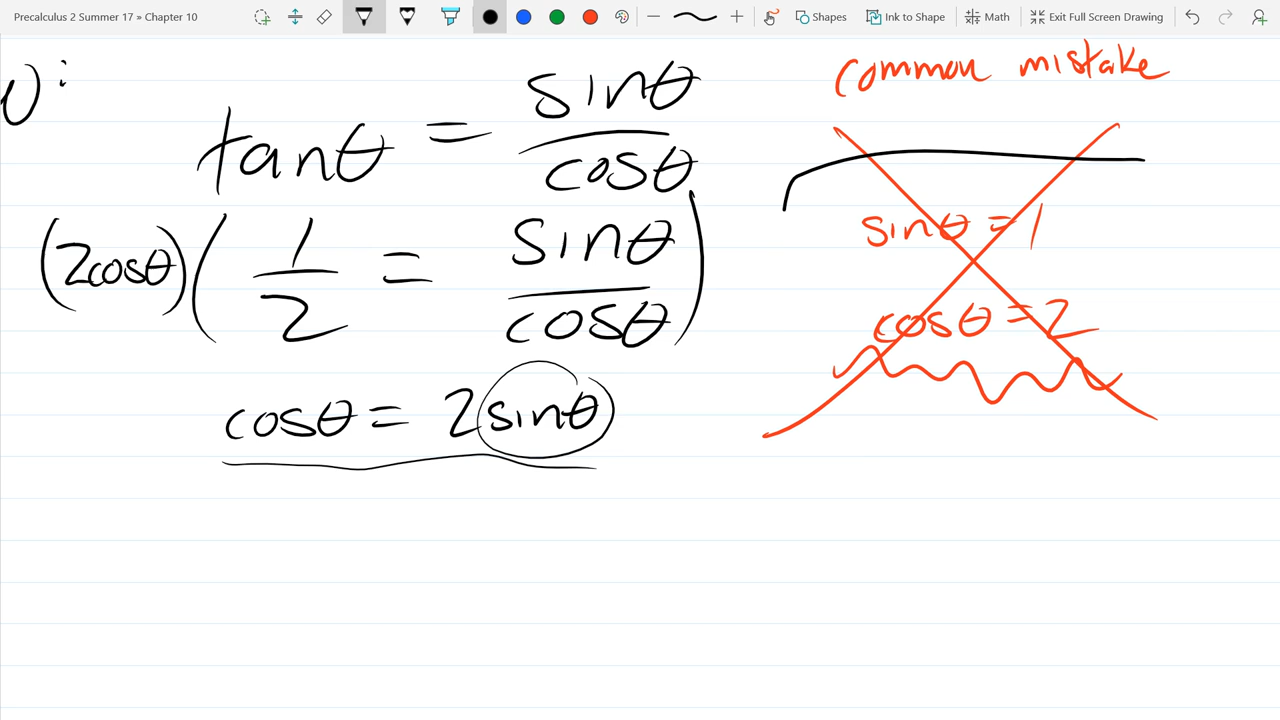 Precalculus 2 Summer 17 » Chapter 10
Shapes
Ink to Shape
Math
Exit Full Screen Drawing
common mistake
tanθ = sinθ/cosθ
(2cosθ)(1/2 = sinθ/cosθ)
cosθ = 2sinθ
sinθ = 1
cosθ = 2